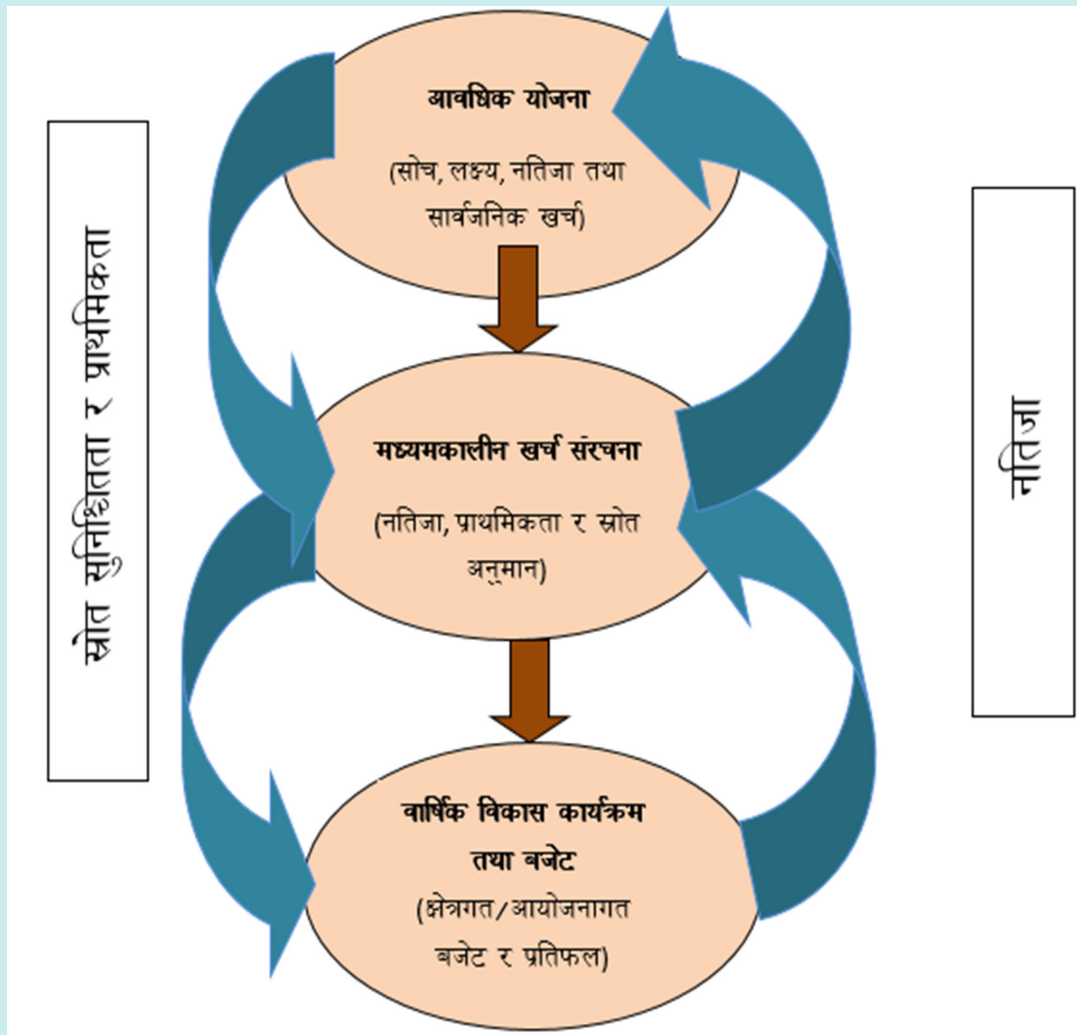 स्रोत सुनिश्चितता र प्राथमिकता
आवधिक योजना
(सोच, लक्ष्य, नतिजा तथा
सार्वजनिक खर्च)
मध्यमकालीन खर्च संरचना
(नतिजा, प्राथमिकता र स्रोत
अनुमान)
वार्षिक विकास कार्यक्रम
तथा बजेट
(क्षेत्रगत/आयोजनागत
बजेट र प्रतिफल)
नतिजा